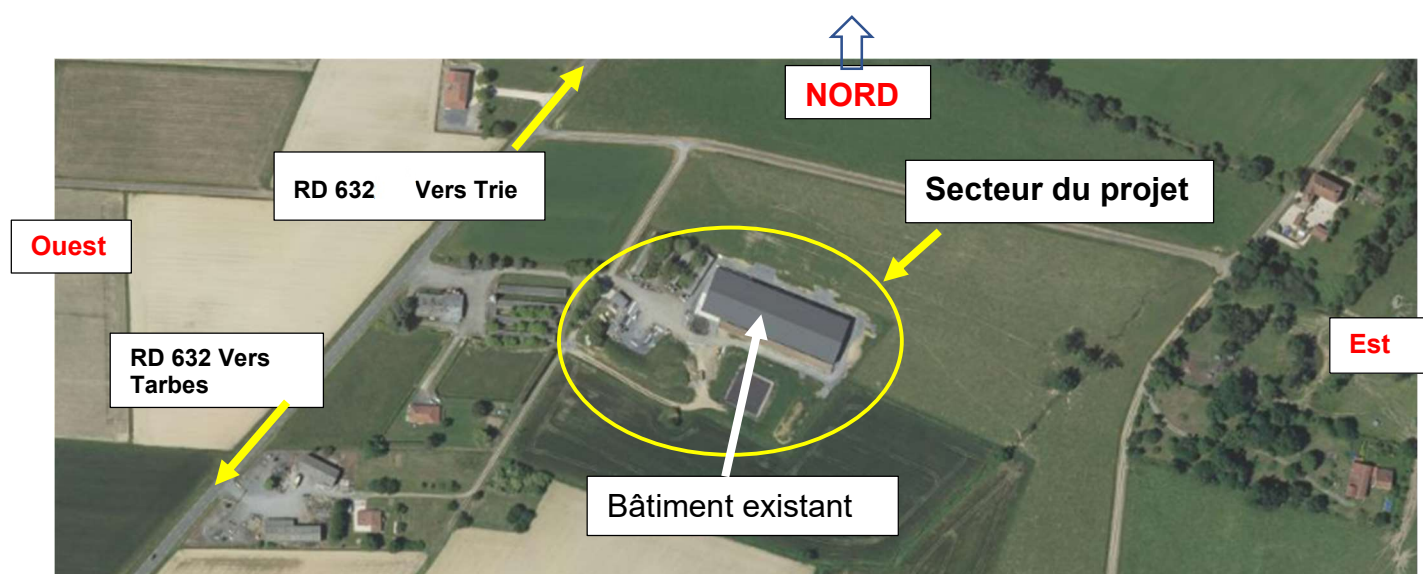 NORD
RD 632 Vers Trie
Secteur du projet
Ouest
RD 632 Vers
Tarbes
Est
Bâtiment existant